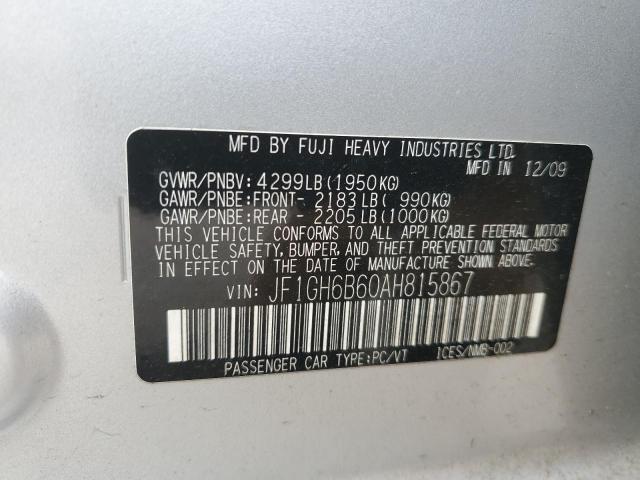 MFD BY FUJI HEAVY INDUSTRIES LTD.
MFD IN 12/09
GVWR/PNBV: 4299LB(1950KG)
GAWR/PNBE:FRONT- 2183LB( 990KG)
GAWR/PNBE:REAR - 2205LB(1000KG)
THIS VEHICLE CONFORMS TO ALL APPLICABLE FEDERAL MOTOR
VEHICLE SAFETY, BUMPER, AND THEFT PREVENTION STANDARDS
IN EFFECT ON THE DATE OF MANUFACTURE SHOWN ABOVE.
VIN: JF1GH6B60AH815867
PASSENGER CAR TYPE:PC/VT ICES/NMB-002